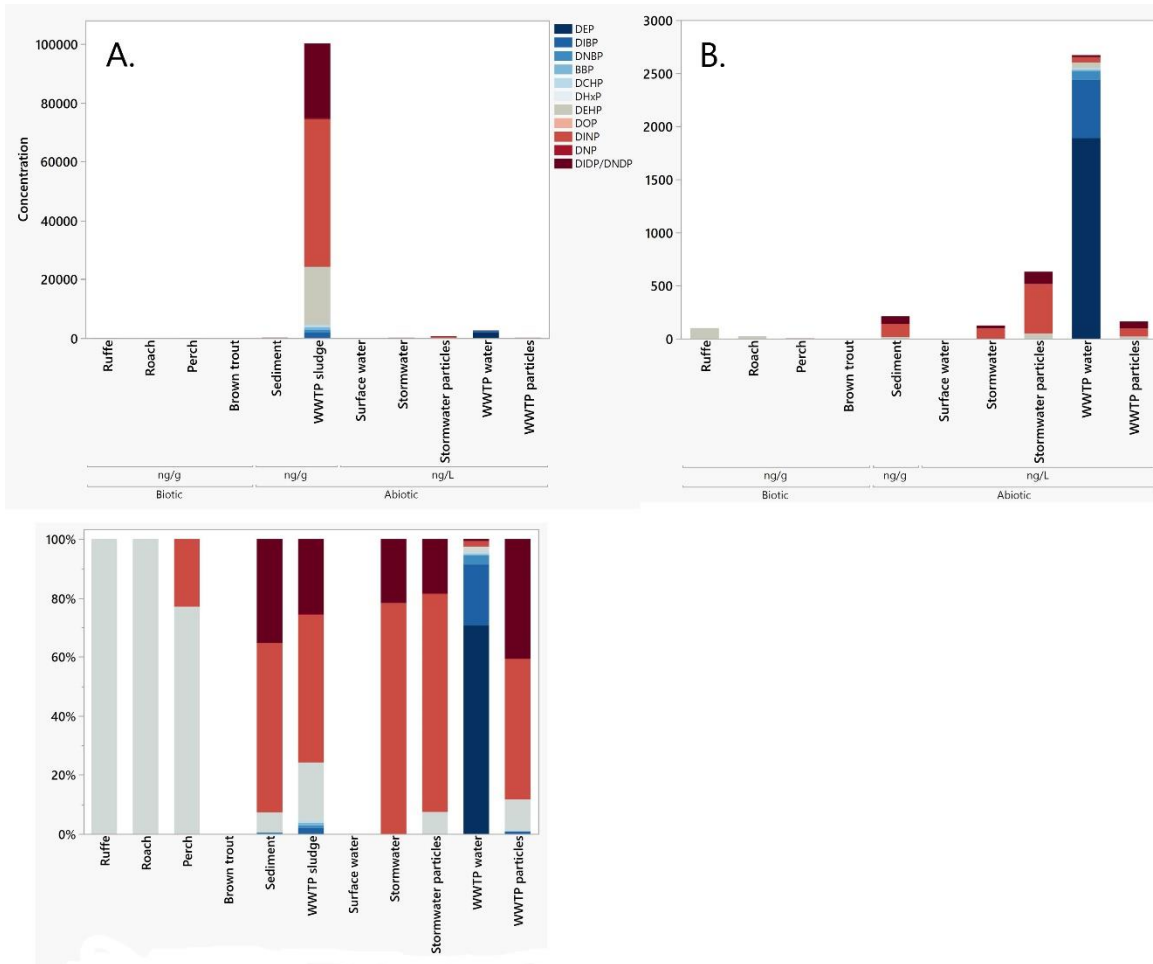 A.
Concentration
100000
80000
60000
40000
20000
0
Ruffe
Roach
Perch
Brown trout
Sediment
WWTP sludge
Surface water
Stormwater
Stormwater particles
WWTP water
WWTP particles
ng/g
ng/g
ng/L
Biotic
Abiotic
DEP
DIBP
DNBP
BBP
DCHP
DHxP
DEHP
DOP
DINP
DNP
DIDP/DNDP
B.
3000
2500
2000
1500
1000
500
0
Ruffe
Roach
Perch
Brown trout
Sediment
Surface water
Stormwater
Stormwater particles
WWTP water
WWTP particles
ng/g
ng/g
ng/L
Biotic
Abiotic
100%
80%
60%
40%
20%
0%
Ruffe
Roach
Perch
Brown trout
Sediment
WWTP sludge
Surface water
Stormwater
Stormwater particles
WWTP water
WWTP particles